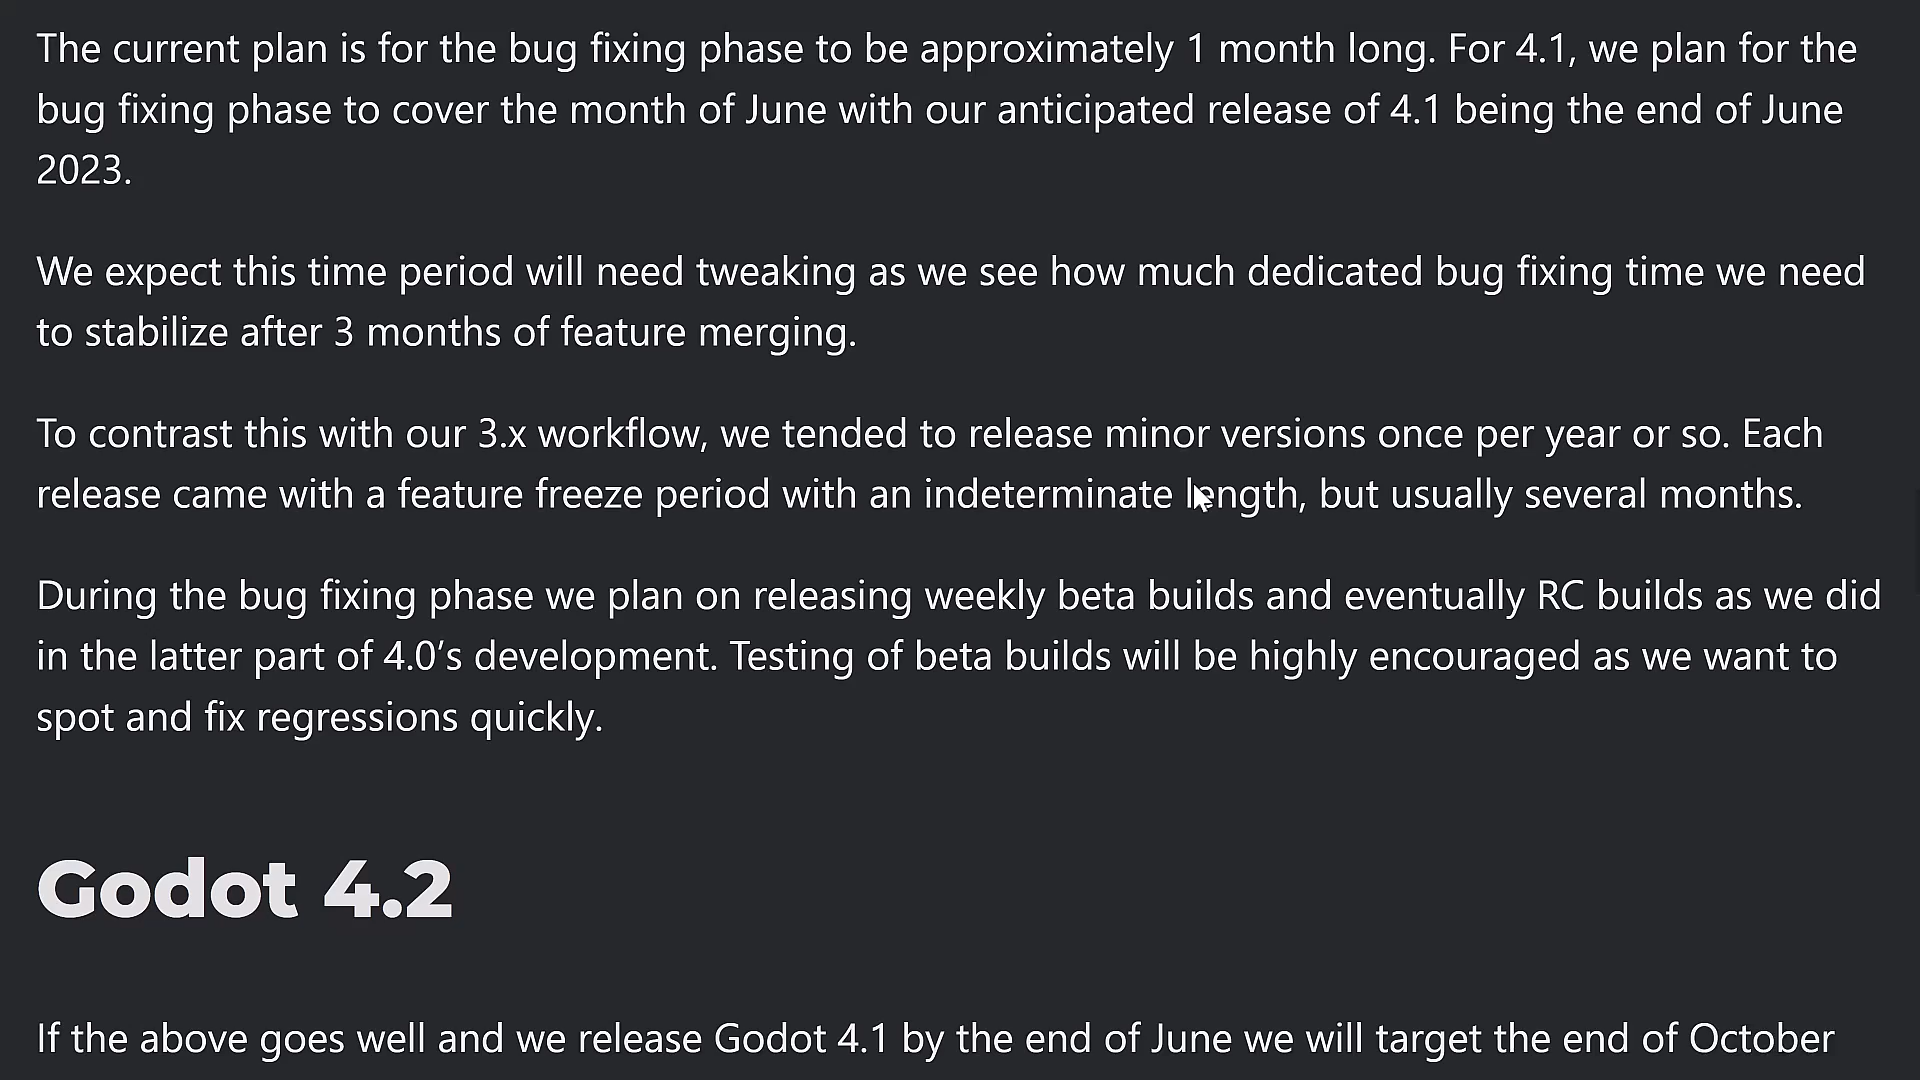 The current plan is for the bug fixing phase to be approximately 1 month long. For 4.1, we plan for the
bug fixing phase to cover the month of June with our anticipated release of 4.1 being the end of June
2023.
We expect this time period will need tweaking as we see how much dedicated bug fixing time we need
to stabilize after 3 months of feature merging.
To contrast this with our 3.x workflow, we tended to release minor versions once per year or so. Each
release came with a feature freeze period with an indeterminate length, but usually several months.
During the bug fixing phase we plan on releasing weekly beta builds and eventually RC builds as we did
in the latter part of 4.0’s development. Testing of beta builds will be highly encouraged as we want to
spot and fix regressions quickly.
Godot 4.2
If the above goes well and we release Godot 4.1 by the end of June we will target the end of October